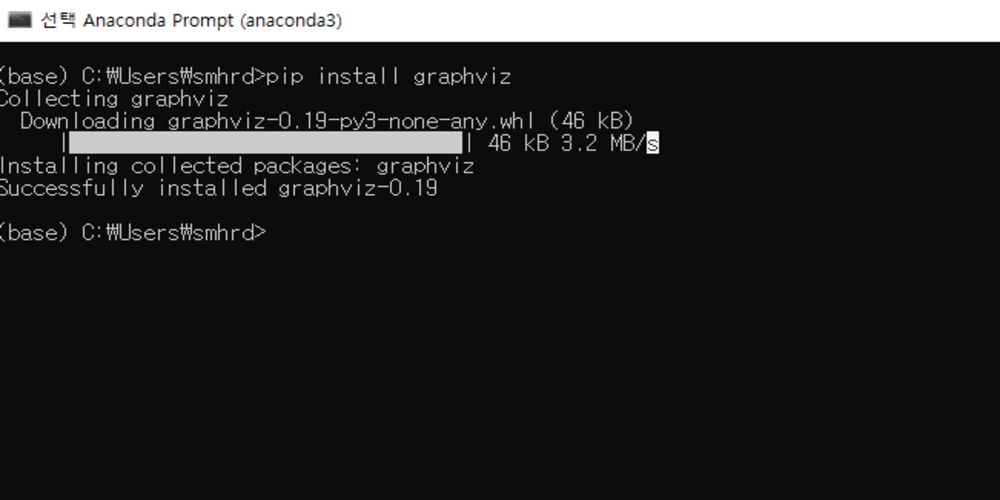 선택 Anaconda Prompt (anaconda3)
(base) C:₩Users₩smhrd>pip install graphviz
Collecting graphviz
Downloading graphviz-0.19-py3-none-any.whl (46 kB)
|████████████████████████████████| 46 kB 3.2 MB/s
Installing collected packages: graphviz
Successfully installed graphviz-0.19
(base) C:₩Users₩smhrd>